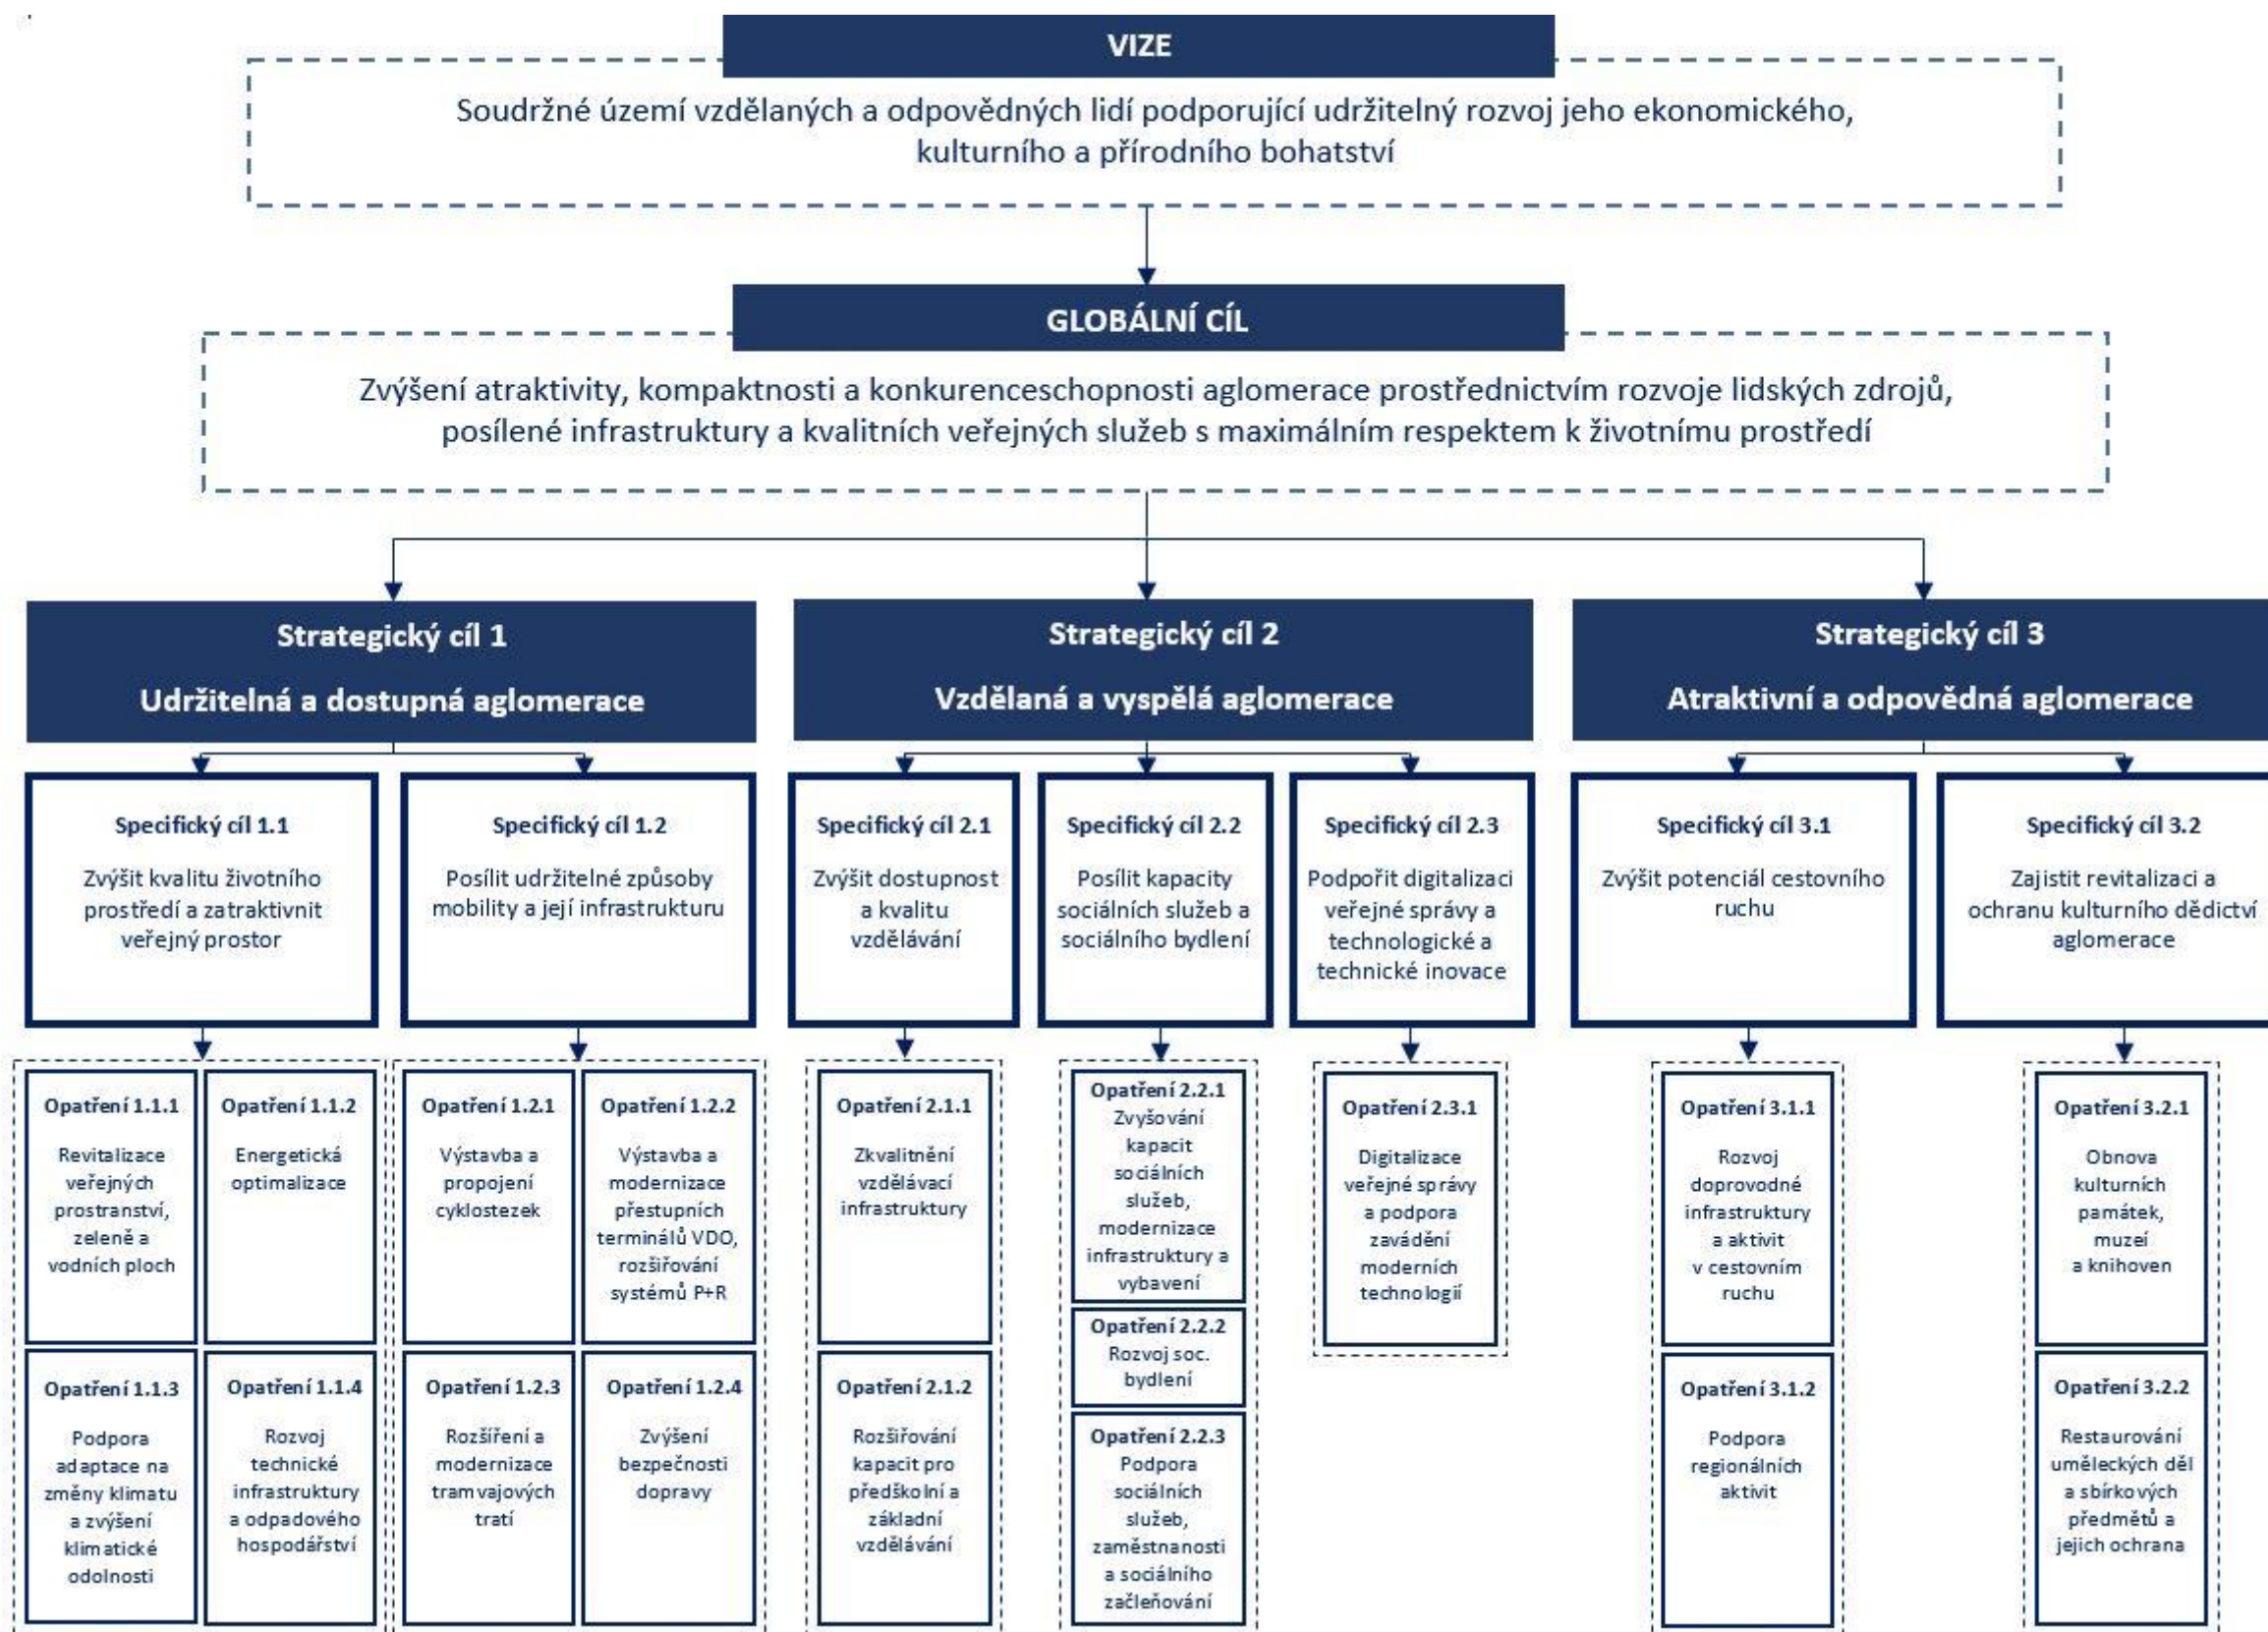 VIZE
Soudržné území vzdělaných a odpovědných lidí podporující udržitelný rozvoj jeho ekonomického,
kulturního a přírodního bohatství
GLOBÁLNÍ CÍL
Zvýšení atraktivity, kompaktnosti a konkurenceschopnosti aglomerace prostřednictvím rozvoje lidských zdrojů,
posílené infrastruktury a kvalitních veřejných služeb s maximálním respektem k životnímu prostředí
Strategický cíl 1
Udržitelná a dostupná aglomerace
Strategický cíl 2
Vzdělaná a vyspělá aglomerace
Strategický cíl 3
Atraktivní a odpovědná aglomerace
Specifický cíl 1.1
Zvýšit kvalitu životního
prostředí a zatraktivnit
veřejný prostor
Specifický cíl 1.2
Posílit udržitelné způsoby
mobility a její infrastrukturu
Specifický cíl 2.1
Zvýšit dostupnost
a kvalitu
vzdělávání
Specifický cíl 2.2
Posílit kapacity
sociálních služeb a
sociálního bydlení
Specifický cíl 2.3
Podpořit digitalizaci
veřejné správy a
technologické a
technické inovace
Specifický cíl 3.1
Zvýšit potenciál cestovního
ruchu
Specifický cíl 3.2
Zajistit revitalizaci a
ochranu kulturního dědictví
aglomerace
Opatření 1.1.1
Revitalizace
veřejných
prostranství,
zeleně a
vodních ploch
Opatření 1.1.2
Energetická
optimalizace
Opatření 1.1.3
Podpora
adaptace na
změny klimatu
a zvýšení
klimatické
odolnosti
Opatření 1.1.4
Rozvoj
technické
infrastruktury
a odpadového
hospodářství
Opatření 1.2.1
Výstavba a
propojení
cyklostezek
Opatření 1.2.2
Výstavba a
modernizace
přestupních
terminálů VDO,
rozšiřování
systémů P+R
Opatření 1.2.3
Rozšíření a
modernizace
tramvajových
tratí
Opatření 1.2.4
Zvýšení
bezpečnosti
dopravy
Opatření 2.1.1
Zkvalitnění
vzdělávací
infrastruktury
Opatření 2.1.2
Rozšiřování
kapacit pro
předškolní a
základní
vzdělávání
Opatření 2.2.1
Zvyšování
kapacit
sociálních
služeb,
modernizace
infrastruktury a
vybavení
Opatření 2.2.2
Rozvoj soc.
bydlení
Opatření 2.2.3
Podpora
sociálních
služeb,
zaměstnanosti
a sociálního
začleňování
Opatření 2.3.1
Digitalizace
veřejné správy
a podpora
zavádění
moderních
technologií
Opatření 3.1.1
Rozvoj
doprovodné
infrastruktury
a aktivit
v cestovním
ruchu
Opatření 3.1.2
Podpora
regionálních
aktivit
Opatření 3.2.1
Obnova
kulturních
památek,
muzeí
a knihoven
Opatření 3.2.2
Restaurování
uměleckých děl
a sbírkových
předmětů a
jejich ochrana